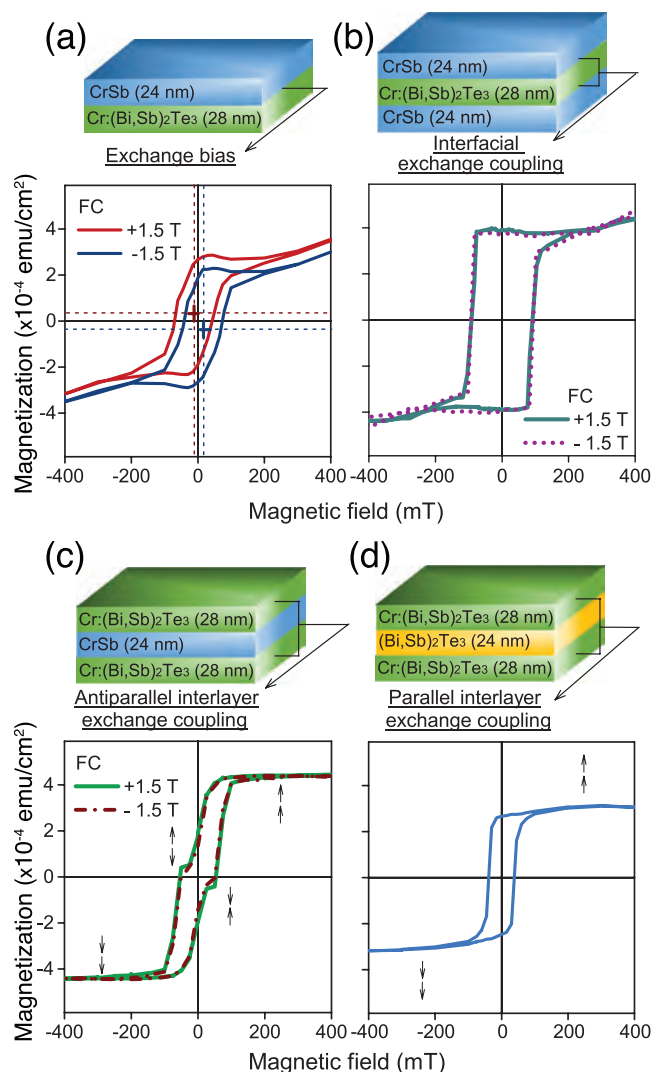 (a)
CrSb (24 nm)
Cr:(Bi,Sb)2Te3 (28 nm)
Exchange bias
FC
+1.5 T
-1.5 T
4
2
0
-2
-4
-400
-200
0
200
400
(b)
CrSb (24 nm)
Cr:(Bi,Sb)2Te3 (28 nm)
CrSb (24 nm)
Interfacial
exchange coupling
FC
+1.5 T
- 1.5 T
-400
-200
0
200
400
Magnetization (x10-4 emu/cm2)
Magnetic field (mT)
(c)
Cr:(Bi,Sb)2Te3 (28 nm)
CrSb (24 nm)
Cr:(Bi,Sb)2Te3 (28 nm)
Antiparallel interlayer
exchange coupling
FC
+1.5 T
- 1.5 T
4
2
0
-2
-4
-400
-200
0
200
400
(d)
Cr:(Bi,Sb)2Te3 (28 nm)
(Bi,Sb)2Te3 (24 nm)
Cr:(Bi,Sb)2Te3 (28 nm)
Parallel interlayer
exchange coupling
-400
-200
0
200
400
Magnetization (x10-4 emu/cm2)
Magnetic field (mT)